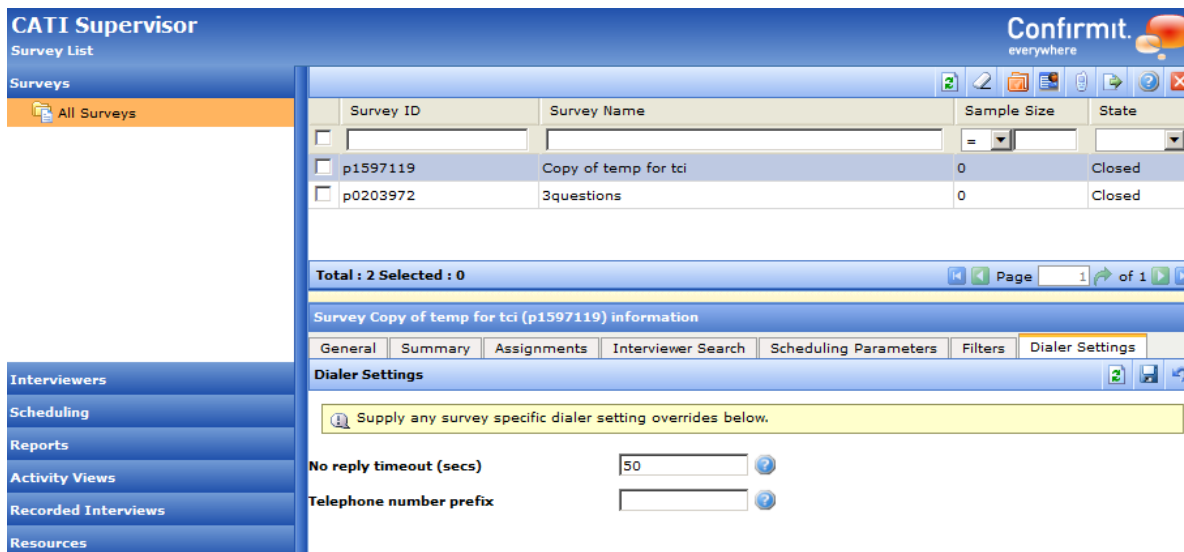 CATI Supervisor
Survey List
Confirmit.
everywhere
Surveys
All Surveys
Survey ID Survey Name Sample Size State
=
p1597119 Copy of temp for tci 0 Closed
p0203972 3questions 0 Closed
Total : 2 Selected : 0 Page 1 of 1
Survey Copy of temp for tci (p1597119) information
General Summary Assignments Interviewer Search Scheduling Parameters Filters Dialer Settings
Dialer Settings
Supply any survey specific dialer setting overrides below.
No reply timeout (secs) 50
Telephone number prefix
Interviewers
Scheduling
Reports
Activity Views
Recorded Interviews
Resources